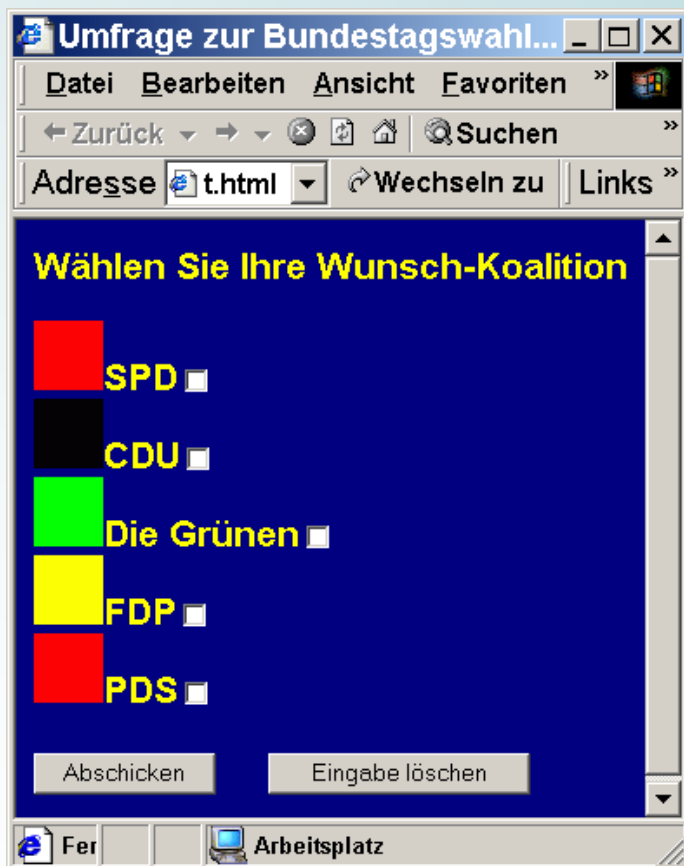 Umfrage zur Bundestagswahl...
Datei Bearbeiten Ansicht Favoriten »
Zurück Suchen »
Adresse t.html Wechseln zu Links »
Wählen Sie Ihre Wunsch-Koalition
SPD
CDU
Die Grünen
FDP
PDS
Abschicken Eingabe löschen
Fer Arbeitsplatz